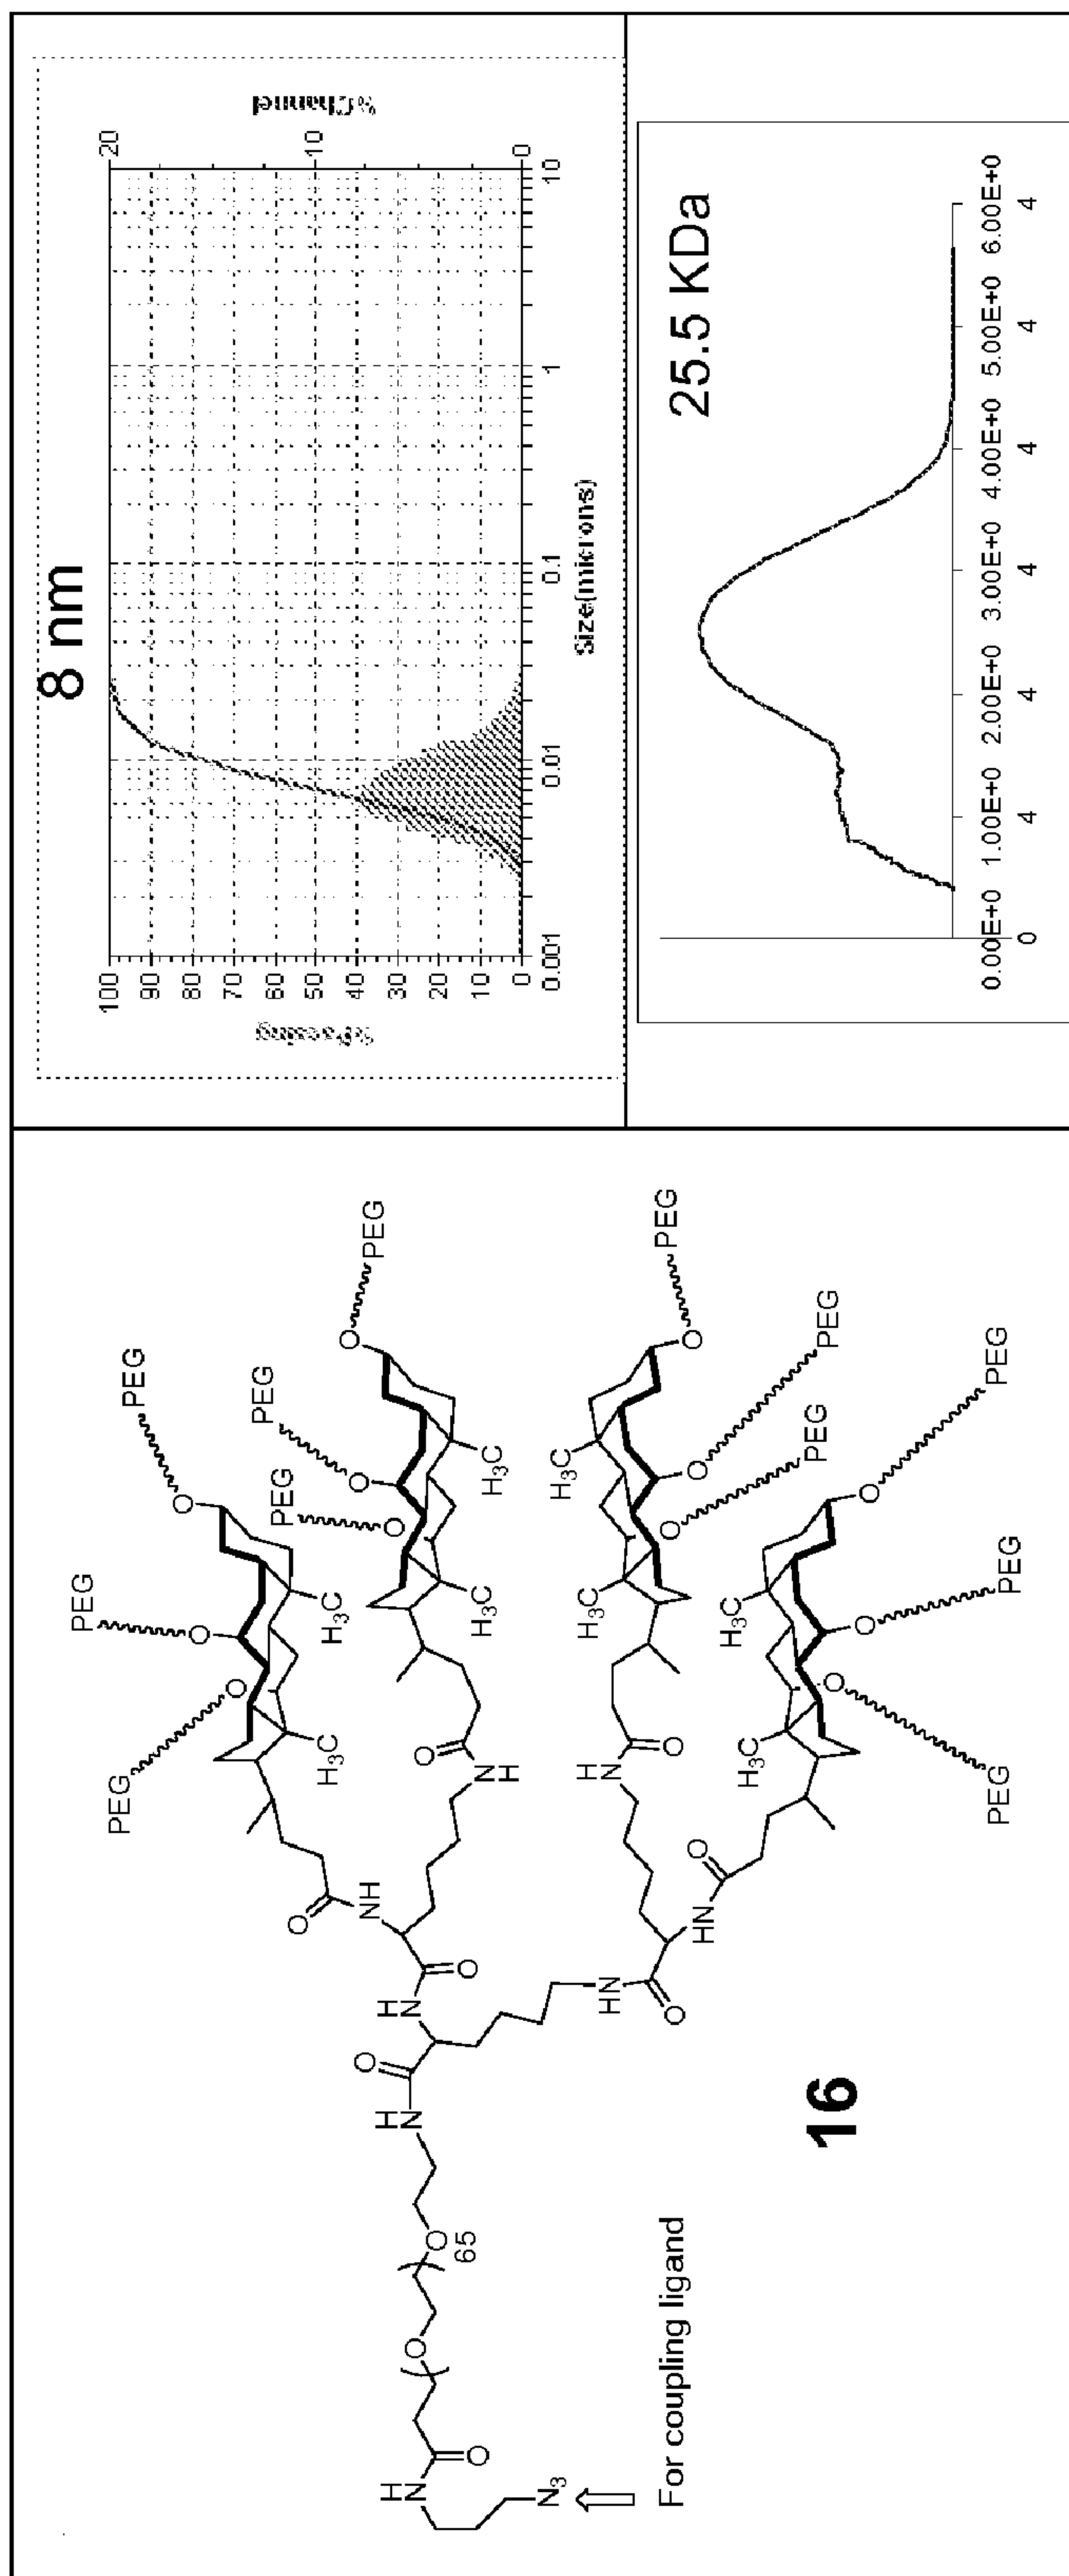 PEG
PEG
PEG
PEG
PEG
PEG
PEG
PEG
PEG
PEG
PEG
PEG
O
O
O
O
O
O
O
O
O
O
O
O
H₃C
H₃C
H₃C
H₃C
H₃C
H₃C
H₃C
H₃C
O
NH
O
N
H
O
HN
O
HN
O
HN
O
HN
O
HN
O
65
O
O
HN
N₃
For coupling ligand
16
8 nm
%Passing
100
90
80
70
60
50
40
30
20
10
0
%Channel
20
10
0
0.001
0.01
0.1
1
10
Size(microns)
25.5 KDa
0.00E+0
0
1.00E+0
4
2.00E+0
4
3.00E+0
4
4.00E+0
4
5.00E+0
4
6.00E+0
4